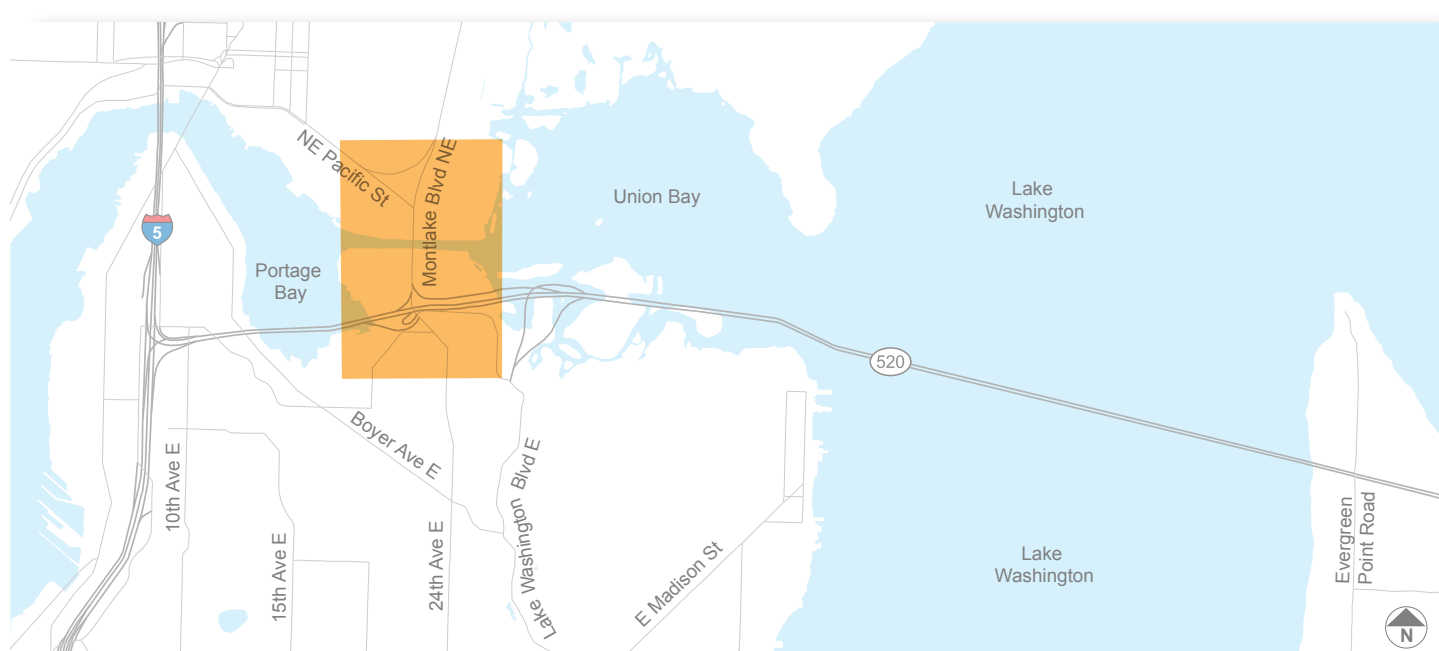 NE Pacific St
Montlake Blvd NE
Union Bay
Lake
Washington
5
Portage
Bay
520
Boyer Ave E
10th Ave E
15th Ave E
24th Ave E
Lake Washington Blvd E
E Madison St
Lake
Washington
Evergreen
Point Road
N